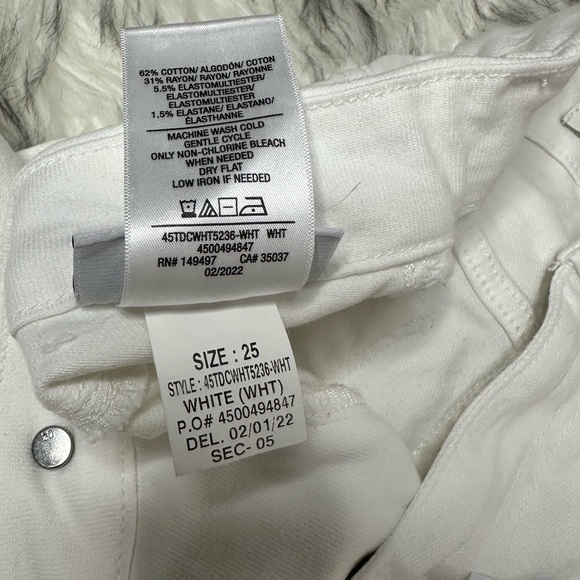 62% COTTON/ ALGODÓN/ COTON
31% RAYON/ RAYON/ RAYONNE
5.5% ELASTOMULTIESTER/
ELASTOMULTIESTER/
ELASTOMULTIESTER
1.5% ELASTANE/ ELASTANO/
ÉLASTHANNE
MACHINE WASH COLD
GENTLE CYCLE
ONLY NON-CHLORINE BLEACH
WHEN NEEDED
DRY FLAT
LOW IRON IF NEEDED
45TDCWHT5236-WHT WHT
4500494847
RN# 149497 CA# 35037
02/2022
SIZE : 25
STYLE : 45TDCWHT5236-WHT
WHITE (WHT)
P.O# 4500494847
DEL. 02/01/22
SEC- 05